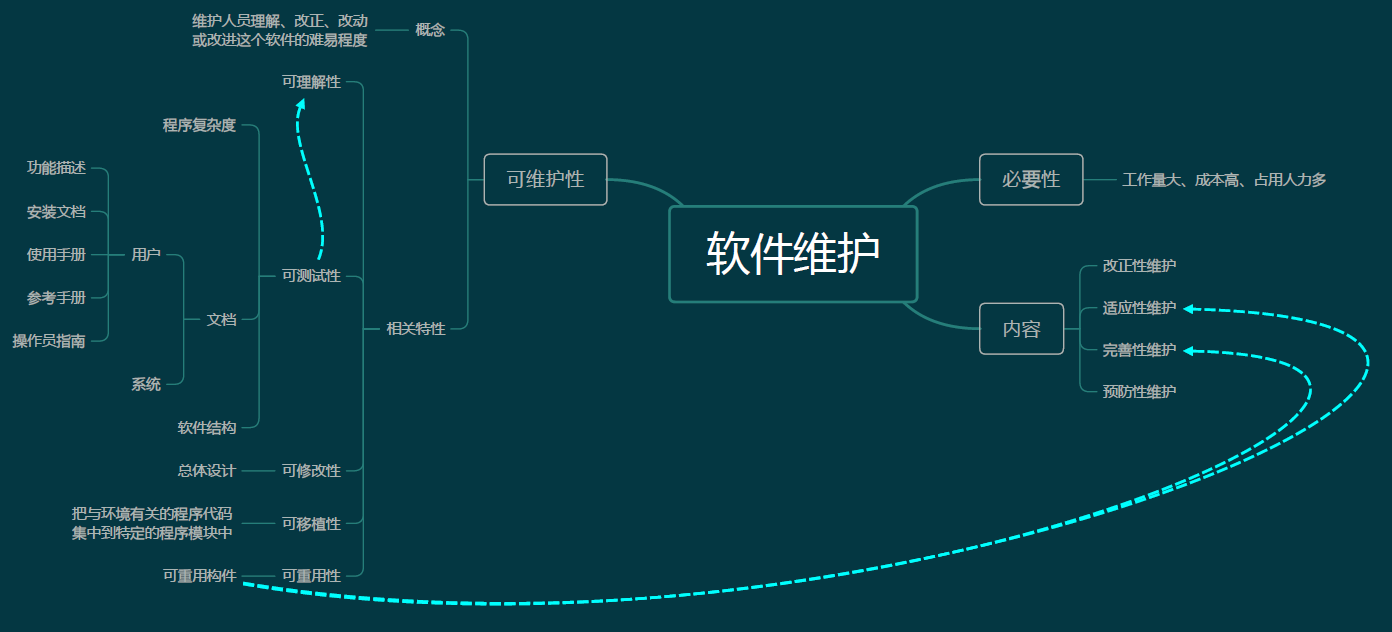 软件维护
可维护性
概念
维护人员理解、改正、改动
或改进这个软件的难易程度
相关特性
可理解性
可测试性
程序复杂度
文档
用户
功能描述
安装文档
使用手册
参考手册
操作员指南
系统
软件结构
可修改性
总体设计
可移植性
把与环境有关的程序代码
集中到特定的程序模块中
可重用性
可重用构件
必要性
工作量大、成本高、占用人力多
内容
改正性维护
适应性维护
完善性维护
预防性维护